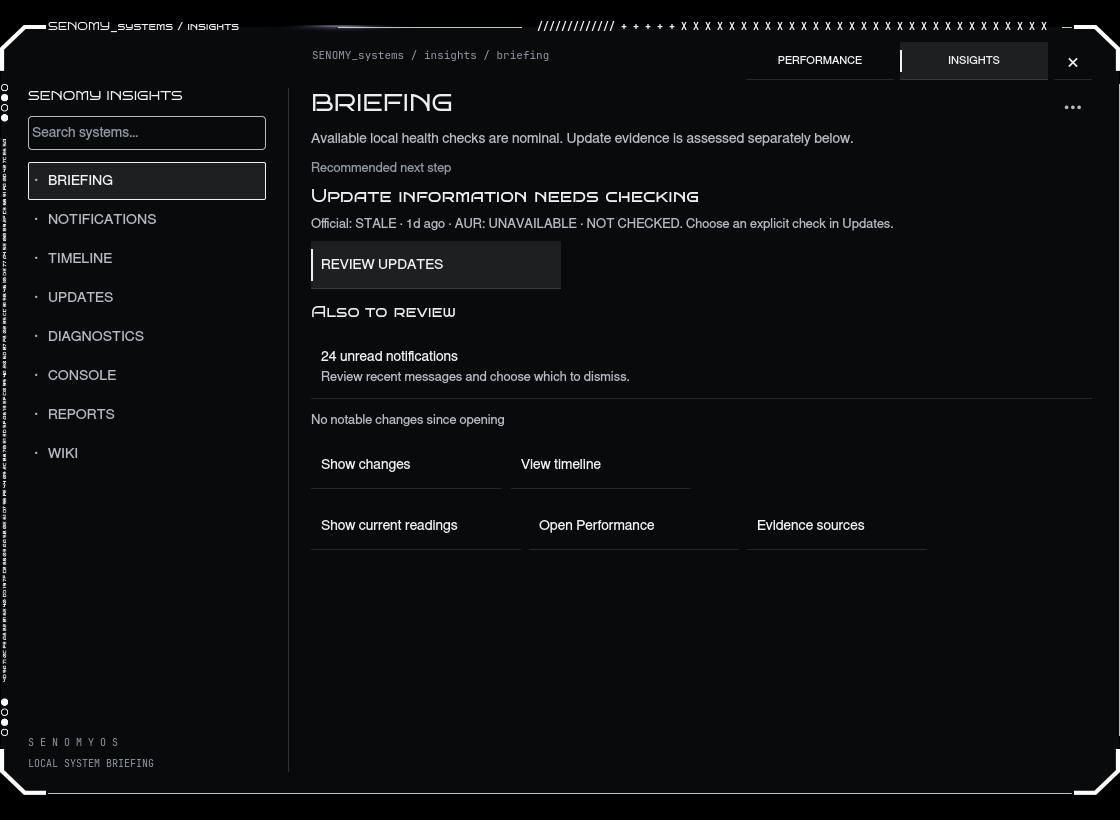 SENOMY_SYSTEMS / INSIGHTS
///////////// + + + + + X X X X X X X X X X X X X X X X X X X X X X X X X X X X X X X
SENOMY_systems / insights / briefing
PERFORMANCE
INSIGHTS
×
SENOMY INSIGHTS
Search systems...
BRIEFING
NOTIFICATIONS
TIMELINE
UPDATES
DIAGNOSTICS
CONSOLE
REPORTS
WIKI
BRIEFING
Available local health checks are nominal. Update evidence is assessed separately below.
Recommended next step
Update information needs checking
Official: STALE · 1d ago · AUR: UNAVAILABLE · NOT CHECKED. Choose an explicit check in Updates.
REVIEW UPDATES
Also to review
24 unread notifications
Review recent messages and choose which to dismiss.
No notable changes since opening
Show changes
View timeline
Show current readings
Open Performance
Evidence sources
SENOMYOS
LOCAL SYSTEM BRIEFING